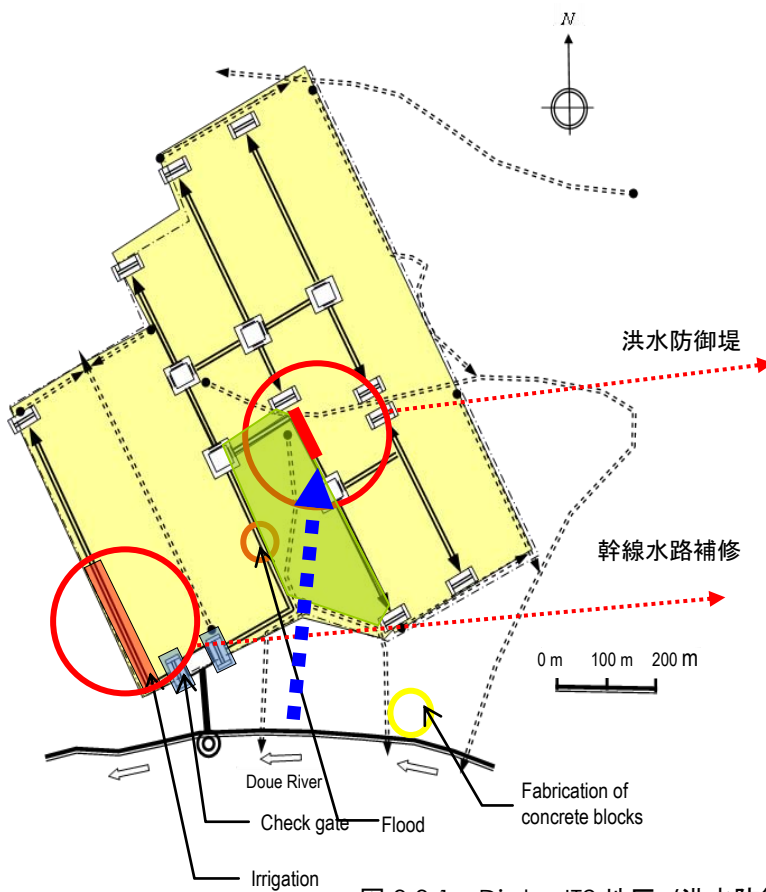 N
洪水防御堤
幹線水路補修
0 m 100 m 200 m
Doue River
Check gate
Flood
Fabrication of
concrete blocks
Irrigation